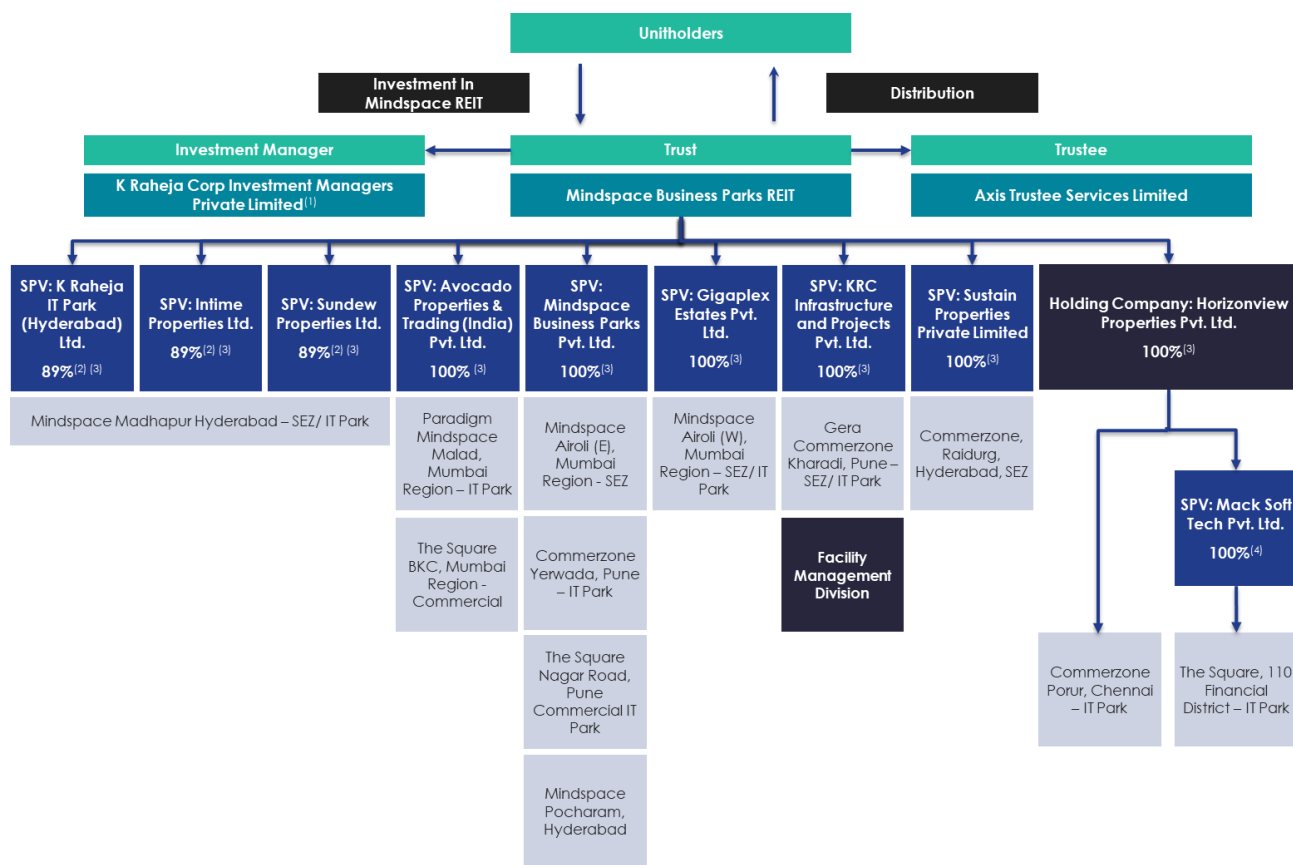 Unitholders
Investment In
Mindspace REIT
Distribution
Investment Manager
Trust
Trustee
K Raheja Corp Investment Managers
Private Limited(1)
Mindspace Business Parks REIT
Axis Trustee Services Limited
SPV: K Raheja
IT Park
(Hyderabad)
Ltd.
89%(2) (3)
SPV: Intime
Properties Ltd.
89%(2) (3)
SPV: Sundew
Properties Ltd.
89%(2) (3)
SPV: Avocado
Properties &
Trading (India)
Pvt. Ltd.
100% (3)
SPV:
Mindspace
Business Parks
Pvt. Ltd.
100%(3)
SPV: Gigaplex
Estates Pvt.
Ltd.
100%(3)
SPV: KRC
Infrastructure
and Projects
Pvt. Ltd.
100%(3)
SPV: Sustain
Properties
Private Limited
100%(3)
Holding Company: Horizonview
Properties Pvt. Ltd.
100%(3)
Mindspace Madhapur Hyderabad – SEZ/ IT Park
Paradigm
Mindspace
Malad,
Mumbai
Region – IT Park
Mindspace
Airoli (E),
Mumbai
Region - SEZ
Mindspace
Airoli (W),
Mumbai
Region – SEZ/ IT
Park
Gera
Commerzone
Kharadi, Pune –
SEZ/ IT Park
Commerzone,
Raidurg,
Hyderabad, SEZ
SPV: Mack Soft
Tech Pvt. Ltd.
100%(4)
The Square
BKC, Mumbai
Region -
Commercial
Commerzone
Yerwada, Pune
– IT Park
Facility
Management
Division
The Square
Nagar Road,
Pune
Commercial IT
Park
Commerzone
Porur, Chennai
– IT Park
The Square, 110
Financial
District – IT Park
Mindspace
Pocharam,
Hyderabad